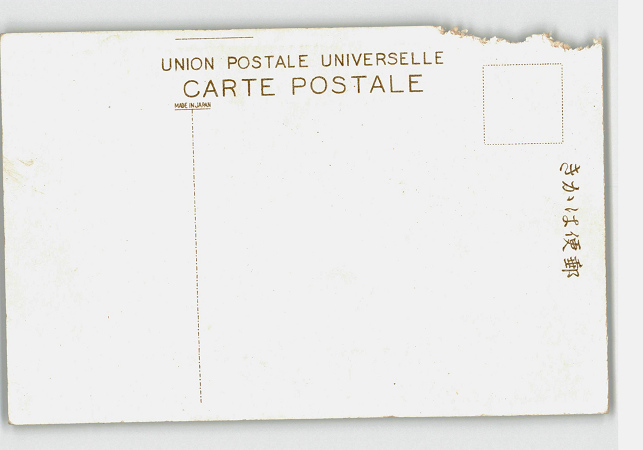 UNION POSTALE UNIVERSELLE
CARTE POSTALE
MADE IN JAPAN
きかは便郵